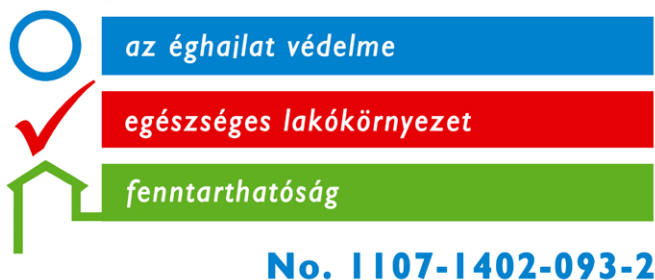 az éghajlat védelme
egészséges lakókörnyezet
fenntarthatóság
No. 1107-1402-093-2